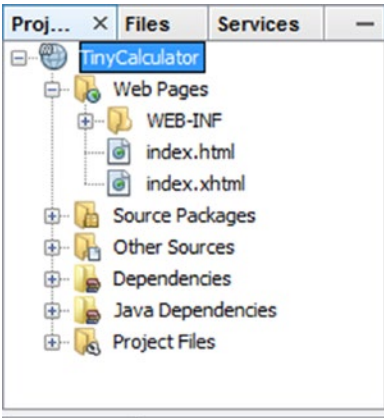 Proj... × Files Services —
TinyCalculator
Web Pages
WEB-INF
index.html
index.xhtml
Source Packages
Other Sources
Dependencies
Java Dependencies
Project Files